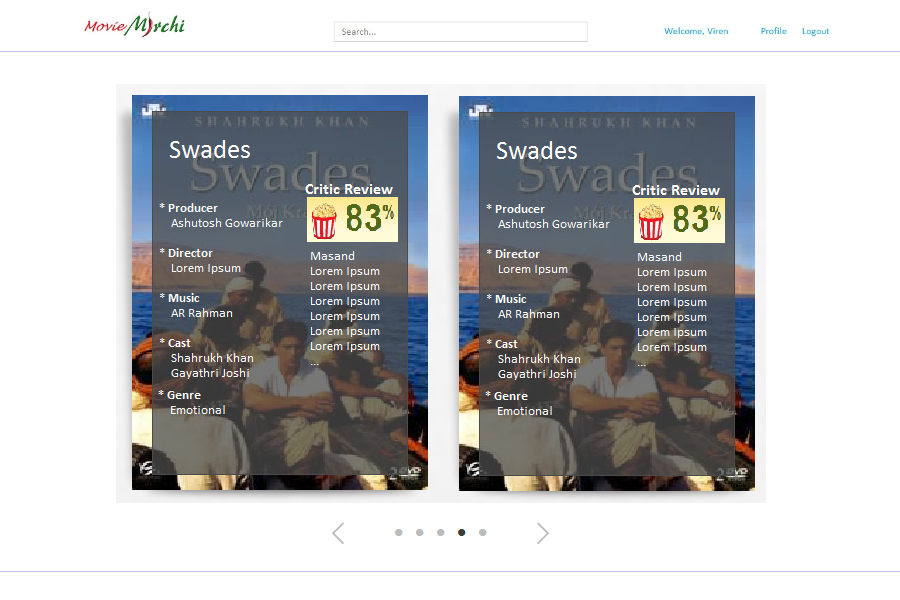 Movie Mirchi
Search...
Welcome, Viren
Profile
Logout
SHAHRUKH KHAN
Swades
Swades
Critic Review
83%
* Producer
Ashutosh Gowarikar
* Director
Lorem Ipsum
* Music
AR Rahman
* Cast
Shahrukh Khan
Gayathri Joshi
* Genre
Emotional
Masand
Lorem Ipsum
Lorem Ipsum
Lorem Ipsum
Lorem Ipsum
Lorem Ipsum
Lorem Ipsum
...
DVD
SHAHRUKH KHAN
Swades
Swades
Critic Review
83%
* Producer
Ashutosh Gowarikar
* Director
Lorem Ipsum
* Music
AR Rahman
* Cast
Shahrukh Khan
Gayathri Joshi
* Genre
Emotional
Masand
Lorem Ipsum
Lorem Ipsum
Lorem Ipsum
Lorem Ipsum
Lorem Ipsum
Lorem Ipsum
...
2 DVD